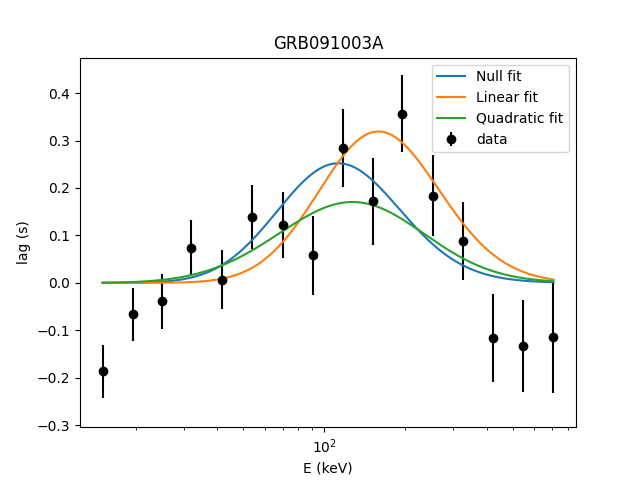 GRB091003A
Null fit
Linear fit
Quadratic fit
data
lag (s)
0.4
0.3
0.2
0.1
0.0
−0.1
−0.2
−0.3
10²
E (keV)